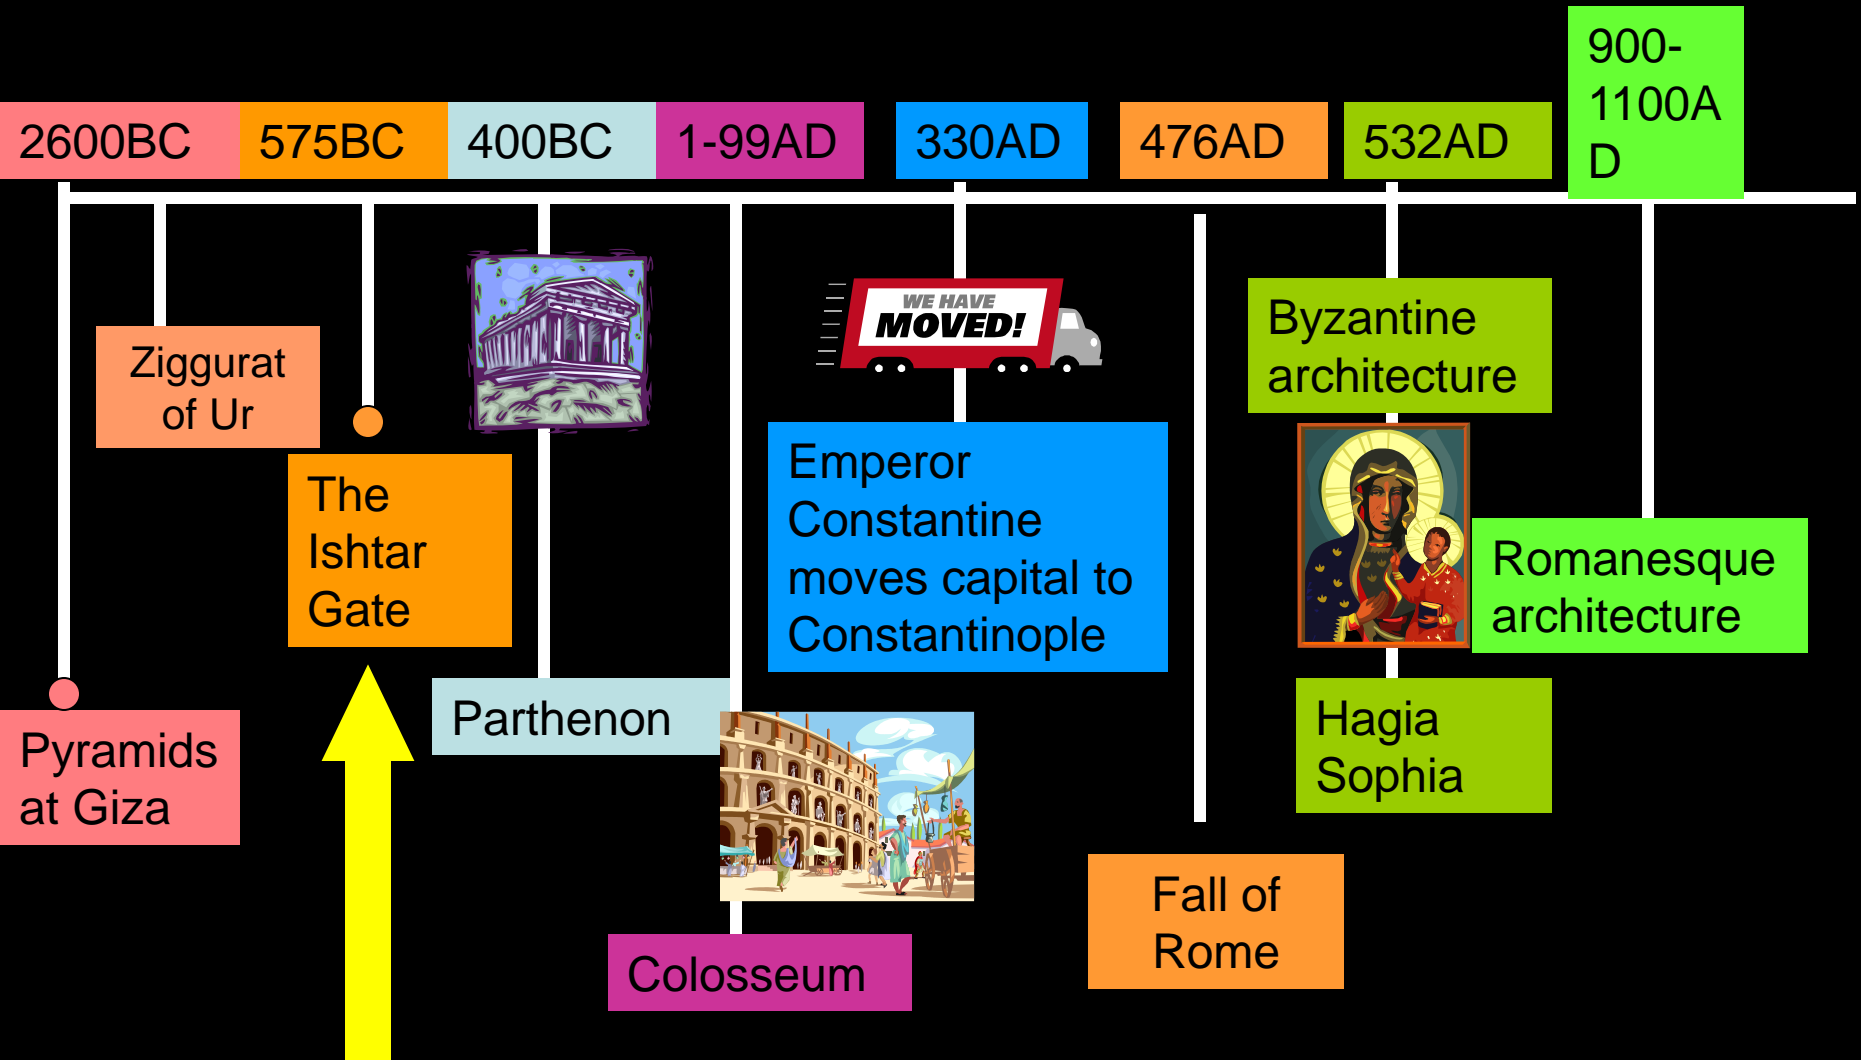 900-
1100A
D
2600BC
575BC
400BC
1-99AD
330AD
476AD
532AD
WE HAVE
MOVED!
Byzantine
architecture
Ziggurat
of Ur
The
Ishtar
Gate
Emperor
Constantine
moves capital to
Constantinople
Romanesque
architecture
Parthenon
Hagia
Sophia
Pyramids
at Giza
Fall of
Rome
Colosseum